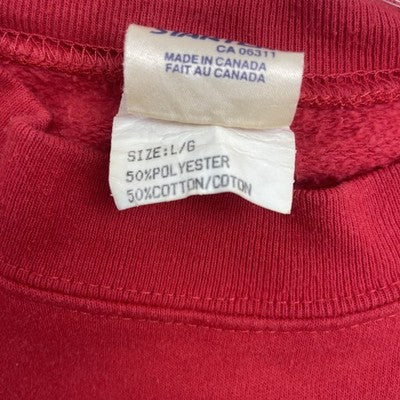 CA 06311
MADE IN CANADA
FAIT AU CANADA
SIZE:L/G
50%POLYESTER
50%COTTON/COTON